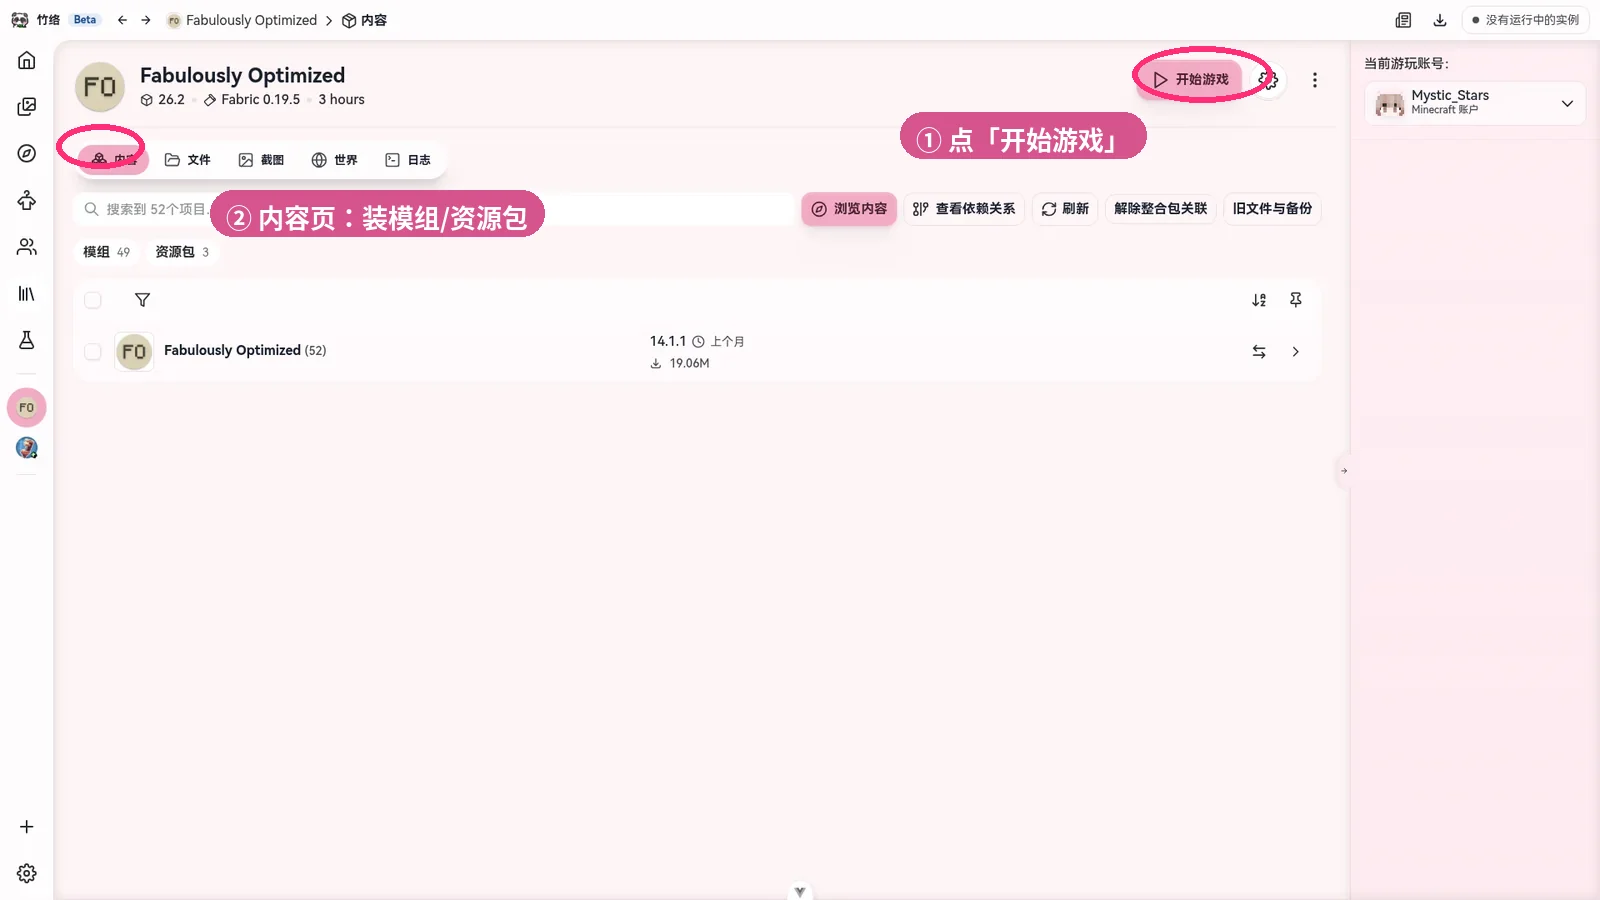 竹络 Beta Fabulously Optimized 内容 没有运行中的实例
FO Fabulously Optimized
26.2 Fabric 0.19.5 3 hours
开始游戏
当前游玩账号:
Mystic_Stars
Minecraft 账户
① 点「开始游戏」
内容 文件 截图 世界 日志
搜索到 52个项目.
② 内容页：装模组/资源包
浏览内容 查看依赖关系 刷新 解除整合包关联 旧文件与备份
模组 49 资源包 3
FO Fabulously Optimized (52) 14.1.1 上个月
19.06M
FO